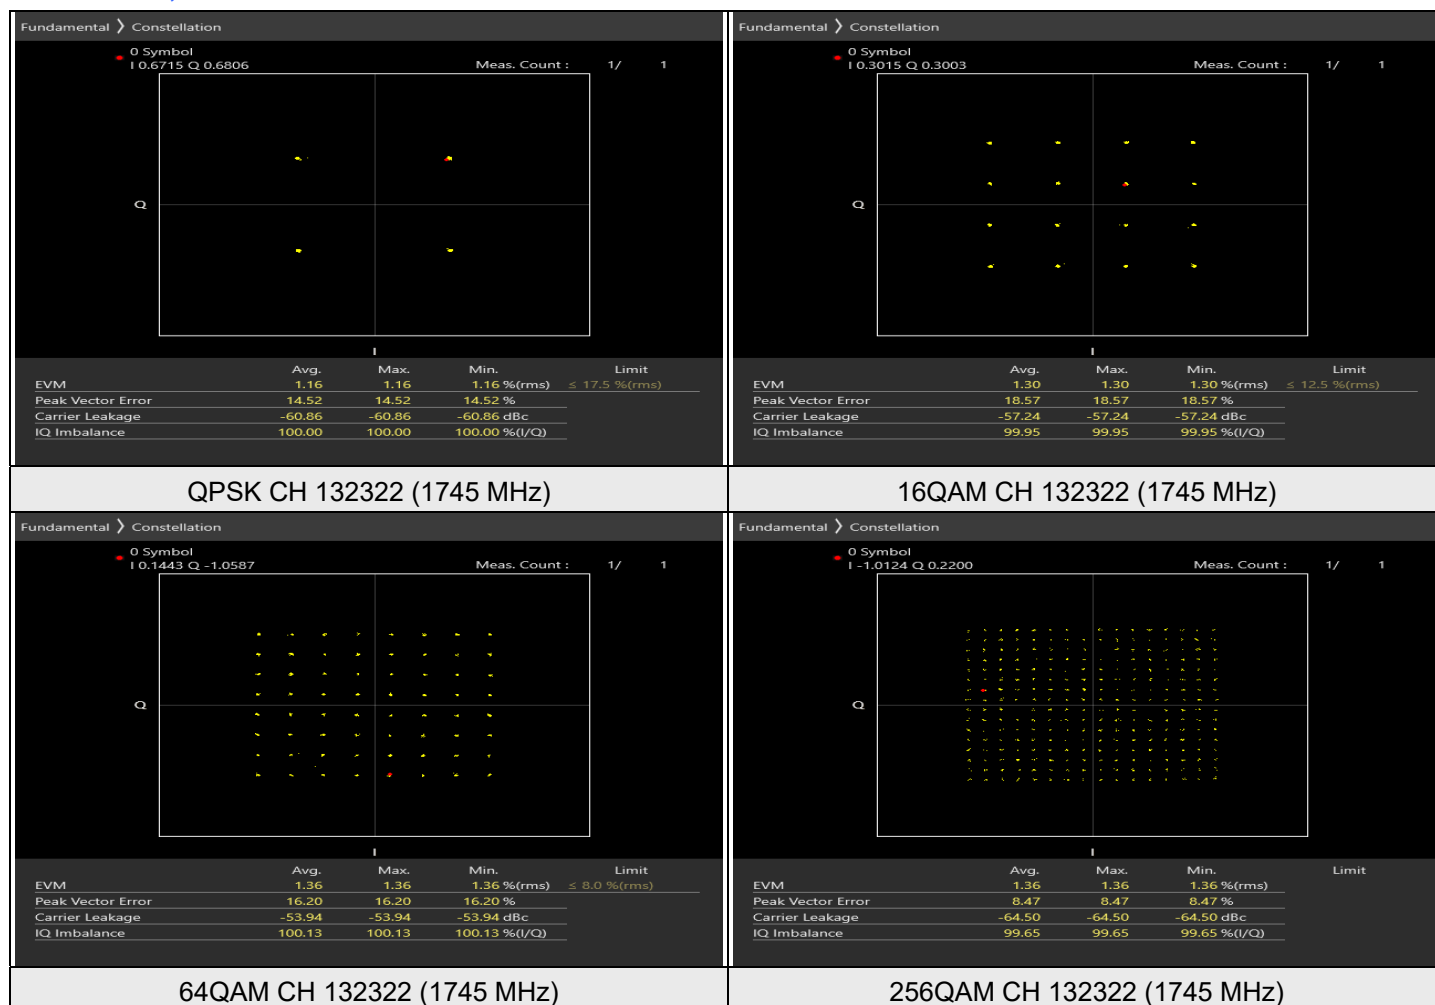 Fundamental ❯ Constellation
0 Symbol
I 0.6715 Q 0.6806 Meas. Count : 1/ 1
Q
I
Avg. Max. Min. Limit
EVM 1.16 1.16 1.16 %(rms) ≤ 17.5 %(rms)
Peak Vector Error 14.52 14.52 14.52 %
Carrier Leakage -60.86 -60.86 -60.86 dBc
IQ Imbalance 100.00 100.00 100.00 %(I/Q)
QPSK CH 132322 (1745 MHz)
Fundamental ❯ Constellation
0 Symbol
I 0.3015 Q 0.3003 Meas. Count : 1/ 1
Q
I
Avg. Max. Min. Limit
EVM 1.30 1.30 1.30 %(rms) ≤ 12.5 %(rms)
Peak Vector Error 18.57 18.57 18.57 %
Carrier Leakage -57.24 -57.24 -57.24 dBc
IQ Imbalance 99.95 99.95 99.95 %(I/Q)
16QAM CH 132322 (1745 MHz)
Fundamental ❯ Constellation
0 Symbol
I 0.1443 Q -1.0587 Meas. Count : 1/ 1
Q
I
Avg. Max. Min. Limit
EVM 1.36 1.36 1.36 %(rms) ≤ 8.0 %(rms)
Peak Vector Error 16.20 16.20 16.20 %
Carrier Leakage -53.94 -53.94 -53.94 dBc
IQ Imbalance 100.13 100.13 100.13 %(I/Q)
64QAM CH 132322 (1745 MHz)
Fundamental ❯ Constellation
0 Symbol
I -1.0124 Q 0.2200 Meas. Count : 1/ 1
Q
I
Avg. Max. Min. Limit
EVM 1.36 1.36 1.36 %(rms)
Peak Vector Error 8.47 8.47 8.47 %
Carrier Leakage -64.50 -64.50 -64.50 dBc
IQ Imbalance 99.65 99.65 99.65 %(I/Q)
256QAM CH 132322 (1745 MHz)